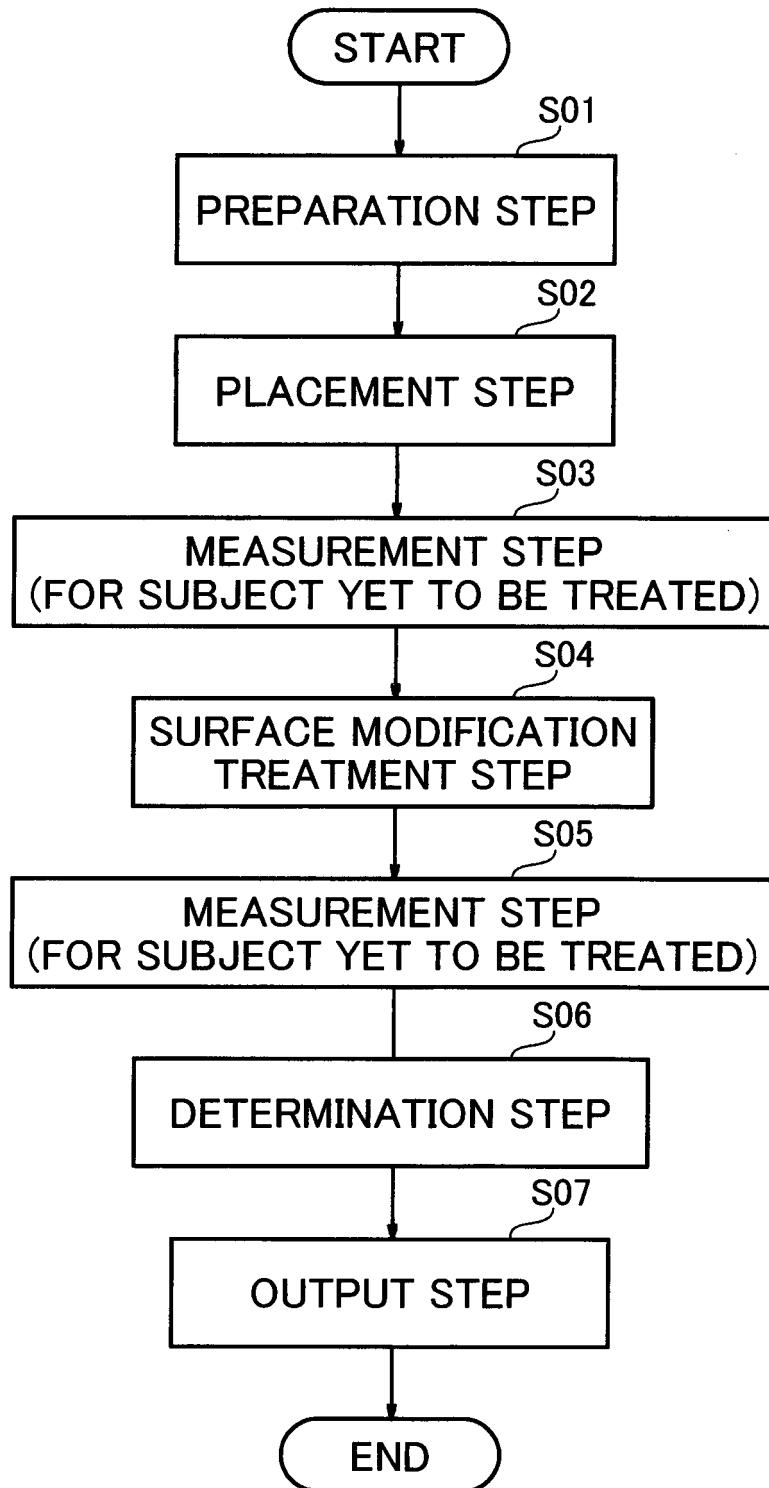 START
S01
PREPARATION STEP
S02
PLACEMENT STEP
S03
MEASUREMENT STEP
(FOR SUBJECT YET TO BE TREATED)
S04
SURFACE MODIFICATION
TREATMENT STEP
S05
MEASUREMENT STEP
(FOR SUBJECT YET TO BE TREATED)
S06
DETERMINATION STEP
S07
OUTPUT STEP
END